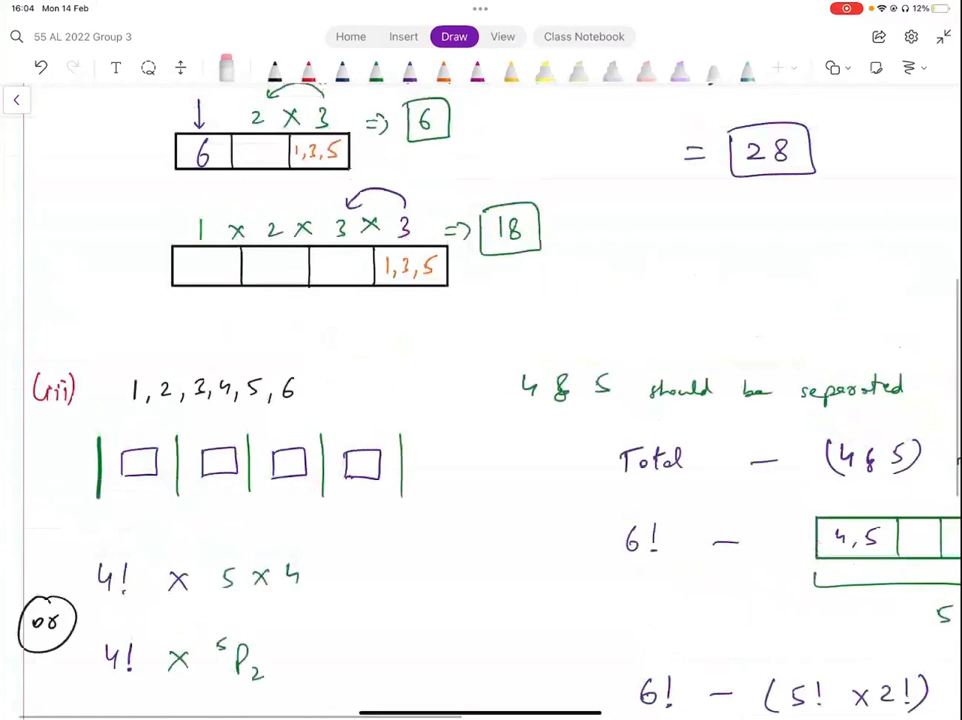 16:04 Mon 14 Feb
12%
55 AL 2022 Group 3
Home Insert Draw View Class Notebook
T
2 × 3 => 6
6 1,3,5
= 28
1 × 2 × 3 × 3 => 18
1,3,5
(iii) 1, 2, 3, 4, 5, 6
4 & 5 should be separated
Total — (4 & 5)
6! — 4, 5
5
4! × 5 × 4
or
4! × ⁵P₂
6! — (5! × 2!)